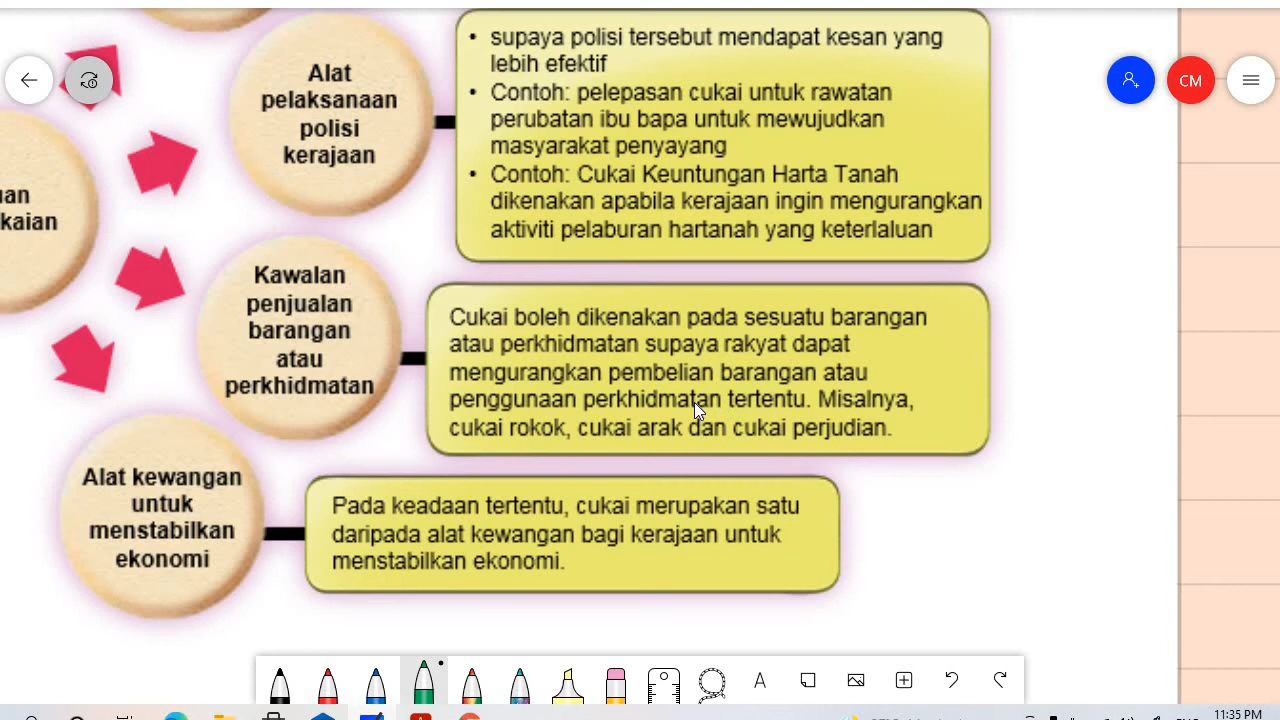 uan
kaian
Alat
pelaksanaan
polisi
kerajaan
• supaya polisi tersebut mendapat kesan yang
lebih efektif
• Contoh: pelepasan cukai untuk rawatan
perubatan ibu bapa untuk mewujudkan
masyarakat penyayang
• Contoh: Cukai Keuntungan Harta Tanah
dikenakan apabila kerajaan ingin mengurangkan
aktiviti pelaburan hartanah yang keterlaluan
CM
Kawalan
penjualan
barangan
atau
perkhidmatan
Cukai boleh dikenakan pada sesuatu barangan
atau perkhidmatan supaya rakyat dapat
mengurangkan pembelian barangan atau
penggunaan perkhidmatan tertentu. Misalnya,
cukai rokok, cukai arak dan cukai perjudian.
Alat kewangan
untuk
menstabilkan
ekonomi
Pada keadaan tertentu, cukai merupakan satu
daripada alat kewangan bagi kerajaan untuk
menstabilkan ekonomi.
A
11:35 PM